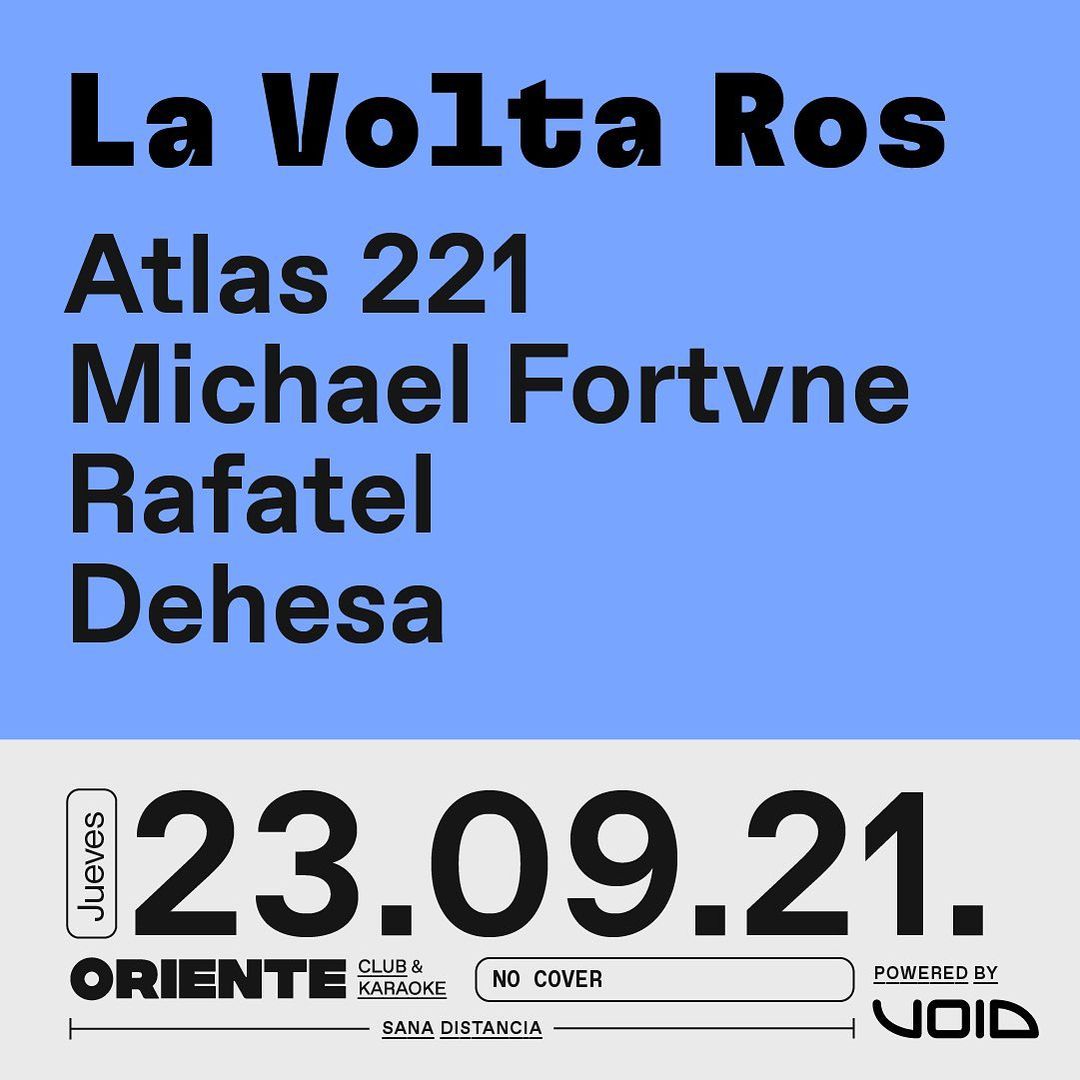 La Volta Ros
Atlas 221
Michael Fortvne
Rafatel
Dehesa
Jueves
23.09.21.
ORIENTE
CLUB &
KARAOKE
NO COVER
SANA DISTANCIA
POWERED BY
VOID